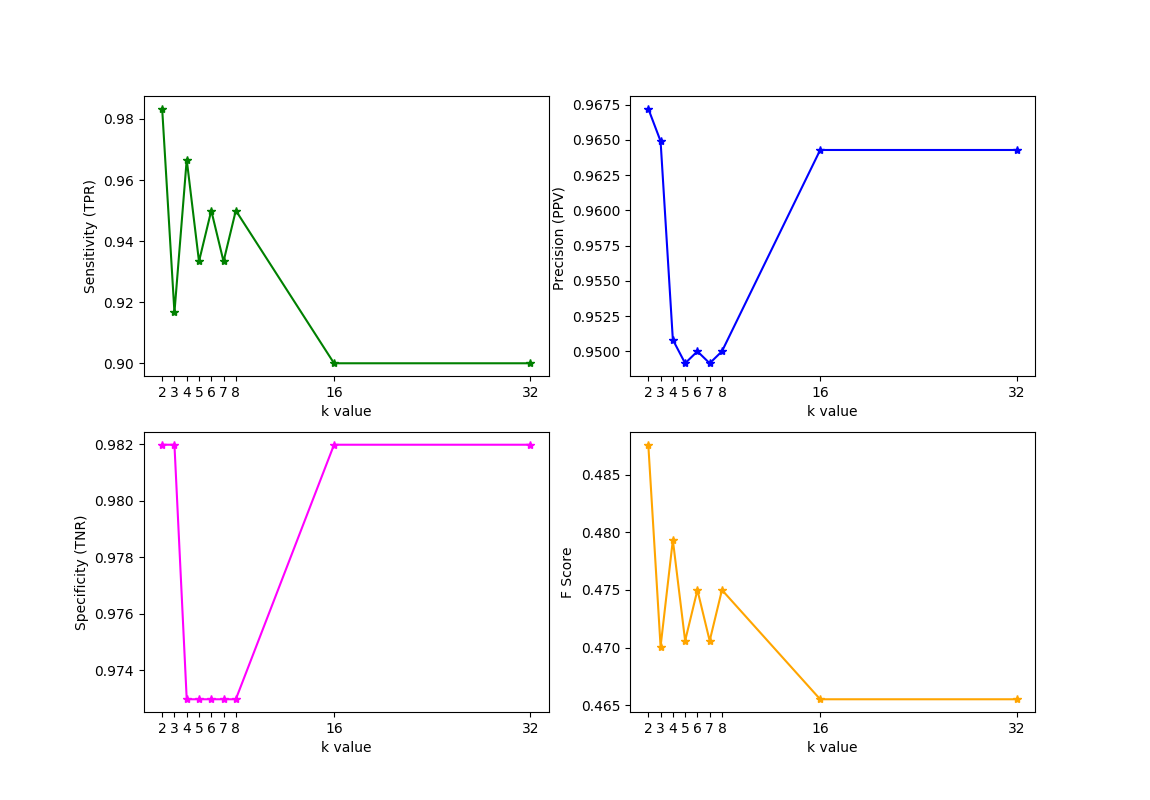 0.98
0.96
0.94
0.92
0.90
Sensitivity (TPR)
2 3 4 5 6 7 8 16 32
k value
0.9675
0.9650
0.9625
0.9600
0.9575
0.9550
0.9525
0.9500
Precision (PPV)
2 3 4 5 6 7 8 16 32
k value
0.982
0.980
0.978
0.976
0.974
Specificity (TNR)
2 3 4 5 6 7 8 16 32
k value
0.485
0.480
0.475
0.470
0.465
F Score
2 3 4 5 6 7 8 16 32
k value